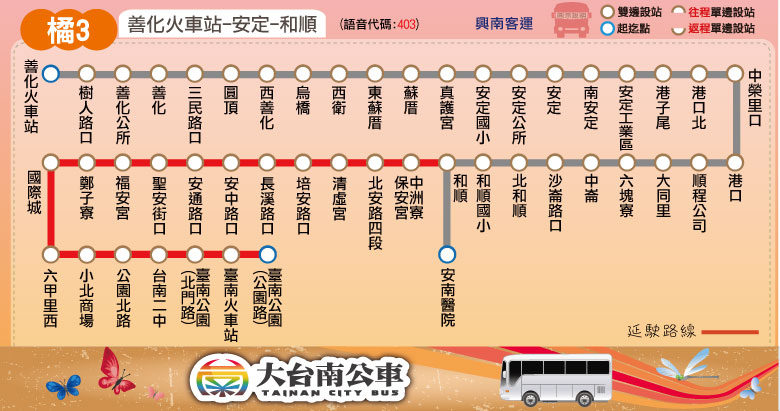 橘3
善化火車站-安定-和順
(語音代碼:403)
興南客運
雙邊設站
往程單邊設站
起迄點
返程單邊設站
善化火車站
樹人路口
善化公所
善化
三民路口
圓頂
西善化
烏橋
西衛
東蘇厝
蘇厝
真護宮
安定國小
安定公所
安定
南安定
安定工業區
港子尾
港口北
中榮里口
港口
順程公司
大同里
六塊寮
中崙
沙崙路口
北和順
和順國小
和順
安南醫院
中洲寮
保安宮
北安路四段
清虛宮
培安路口
長溪路口
安中路口
安通路口
聖安街口
福安宮
鄭子寮
國際城
六甲里西
小北商場
公園北路
台南二中
臺南公園
(北門路)
臺南火車站
臺南公園
(公園路)
延駛路線
大台南公車
TAINAN CITY BUS